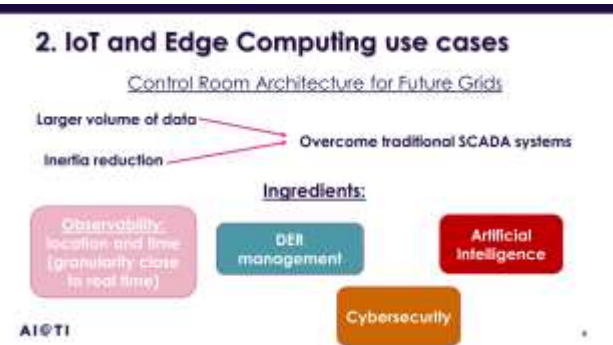 2. IoT and Edge Computing use cases
Control Room Architecture for Future Grids
Larger volume of data
Overcome traditional SCADA systems
Inertia reduction
Ingredients:
Observability:
location and time
(granularity close
to real time)
DER
management
Artificial
Intelligence
Cybersecurity
AI@TI